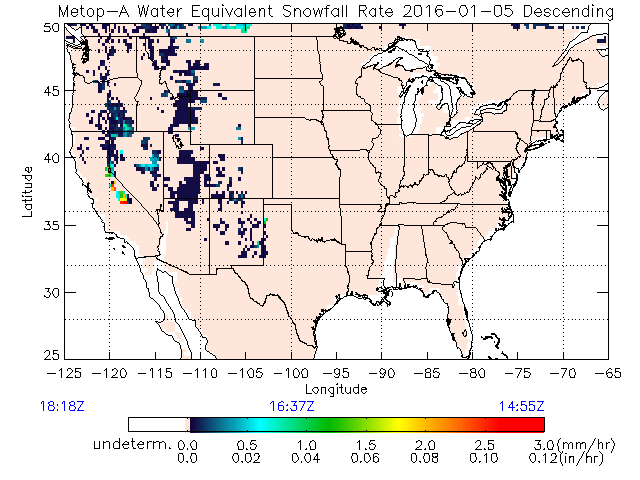 Metop-A Water Equivalent Snowfall Rate 2016-01-05 Descending
50
45
40
35
30
25
Latitude
-125 -120 -115 -110 -105 -100 -95 -90 -85 -80 -75 -70 -65
Longitude
18:18Z 16:37Z 14:55Z
undeterm. 0.0 0.5 1.0 1.5 2.0 2.5 3.0 (mm/hr)
0.0 0.02 0.04 0.06 0.08 0.10 0.12 (in/hr)